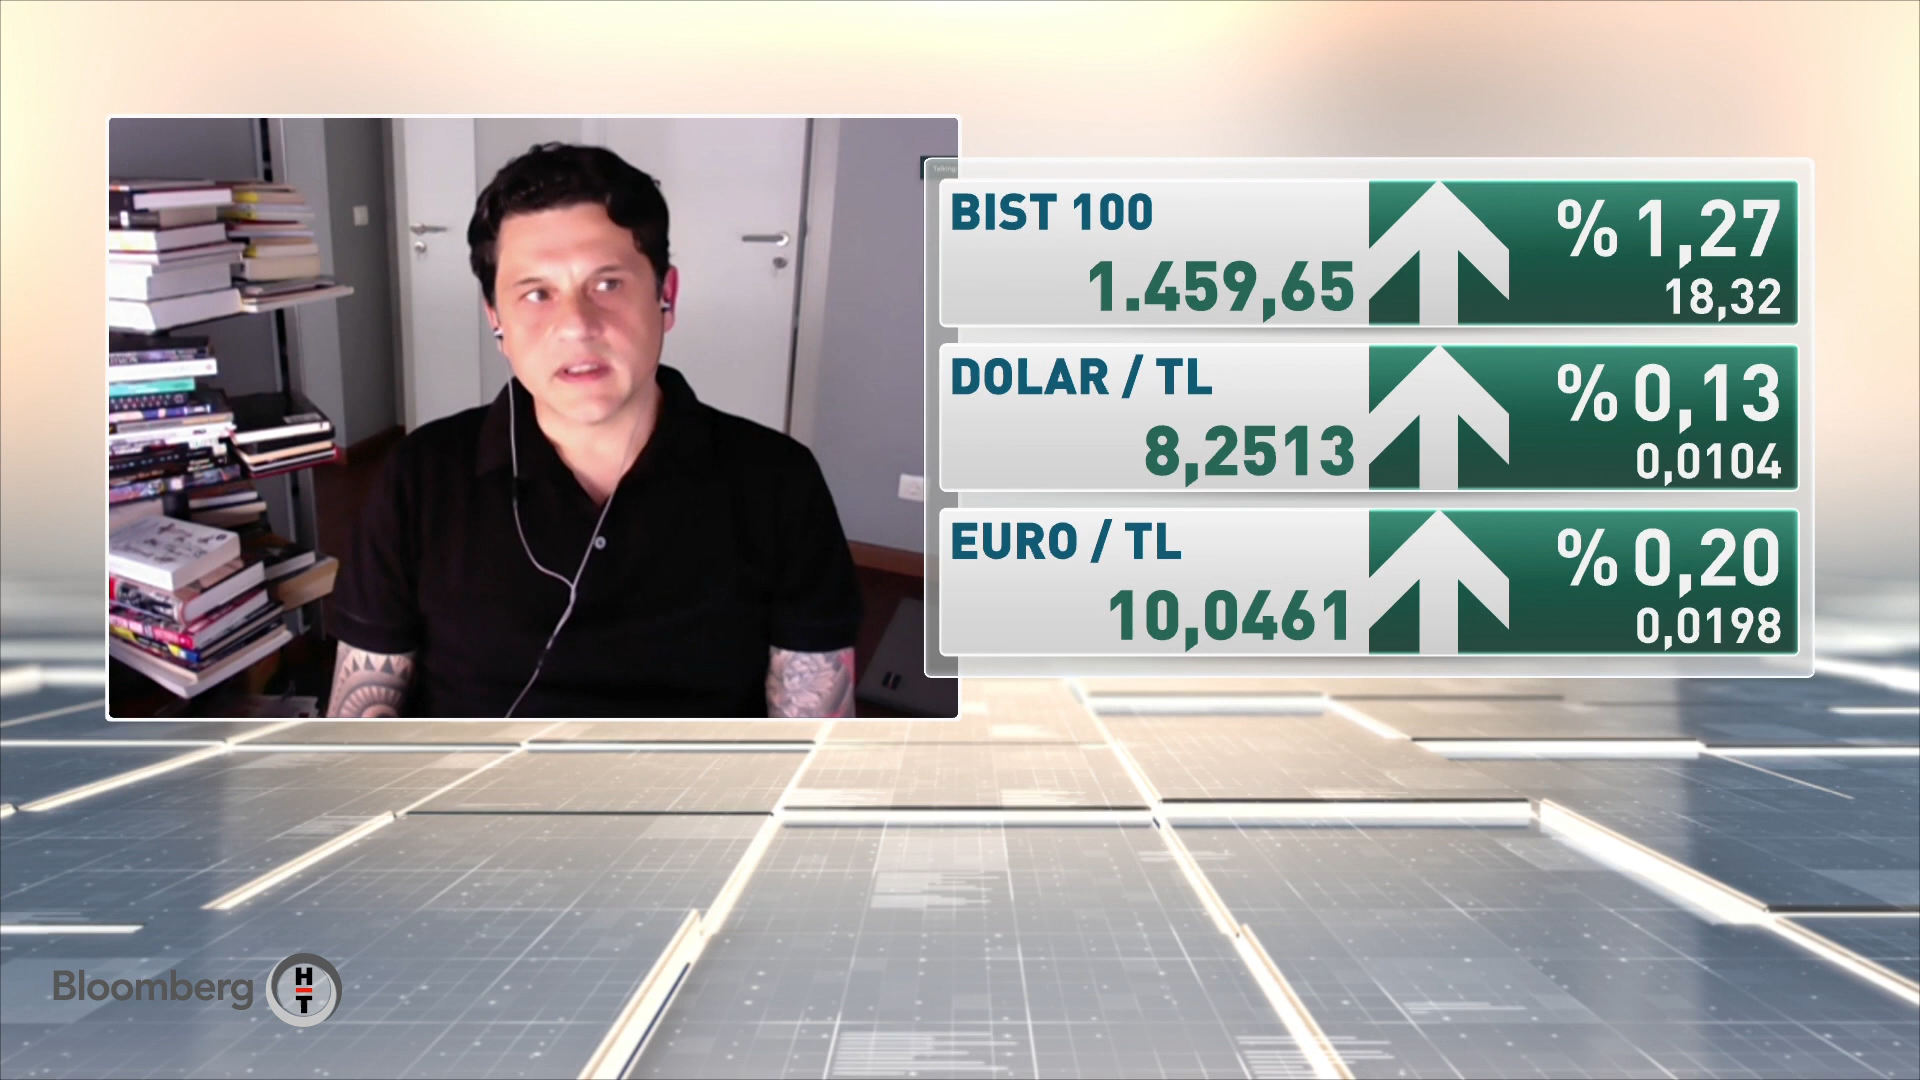 Talking
BIST 100
1.459,65
% 1,27
18,32
DOLAR / TL
8,2513
% 0,13
0,0104
EURO / TL
10,0461
% 0,20
0,0198
Bloomberg HT